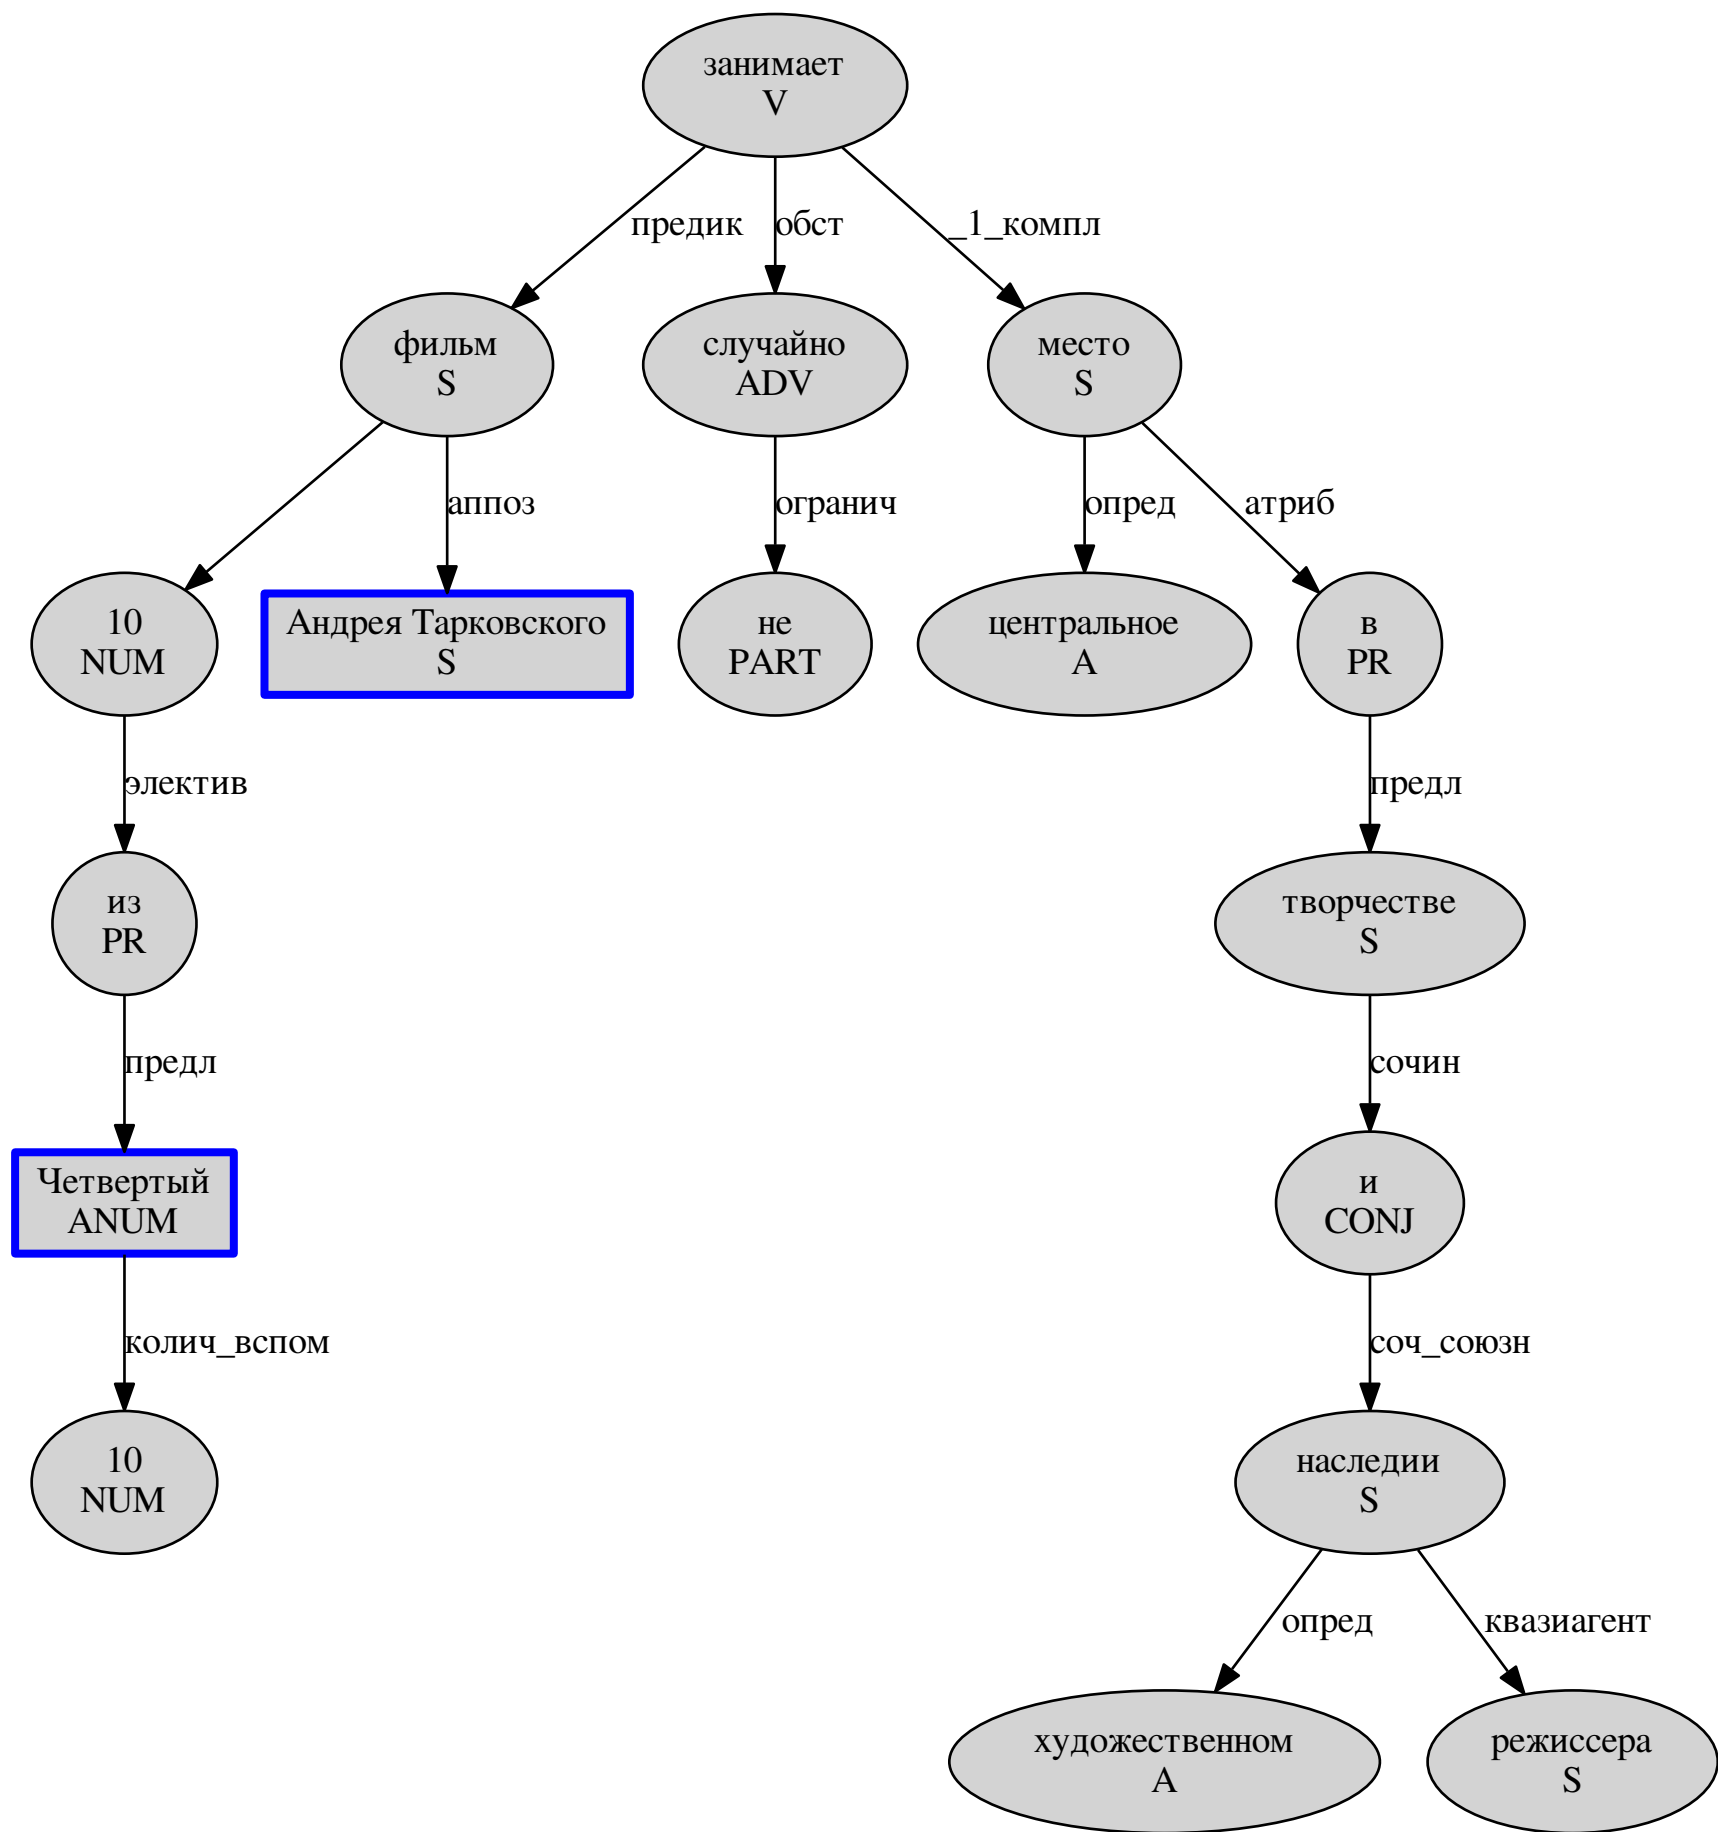 занимает
V
предик
обст
_1_компл
фильм
S
случайно
ADV
место
S
аппоз
огранич
опред
атриб
10
NUM
Андрея Тарковского
S
не
PART
центральное
A
в
PR
электив
предл
из
PR
творчестве
S
предл
сочин
Четвертый
ANUM
и
CONJ
колич_вспом
соч_союзн
10
NUM
наследии
S
опред
квазиагент
художественном
A
режиссера
S